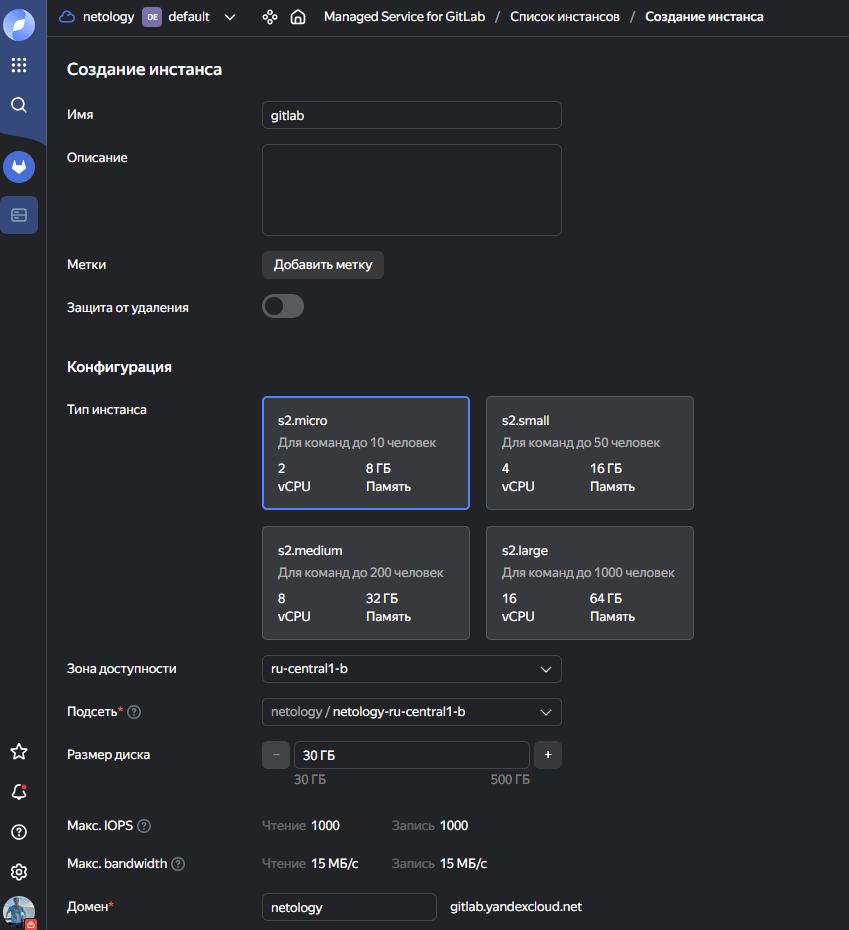 netology DE default Managed Service for GitLab / Список инстансов / Создание инстанса
Создание инстанса
Имя gitlab
Описание
Метки Добавить метку
Защита от удаления
Конфигурация
Тип инстанса
s2.micro
Для команд до 10 человек
2 8 ГБ
vCPU Память
s2.small
Для команд до 50 человек
4 16 ГБ
vCPU Память
s2.medium
Для команд до 200 человек
8 32 ГБ
vCPU Память
s2.large
Для команд до 1000 человек
16 64 ГБ
vCPU Память
Зона доступности ru-central1-b
Подсеть* netology / netology-ru-central1-b
Размер диска − 30 ГБ +
30 ГБ 500 ГБ
Макс. IOPS Чтение 1000 Запись 1000
Макс. bandwidth Чтение 15 МБ/с Запись 15 МБ/с
Домен* netology gitlab.yandexcloud.net